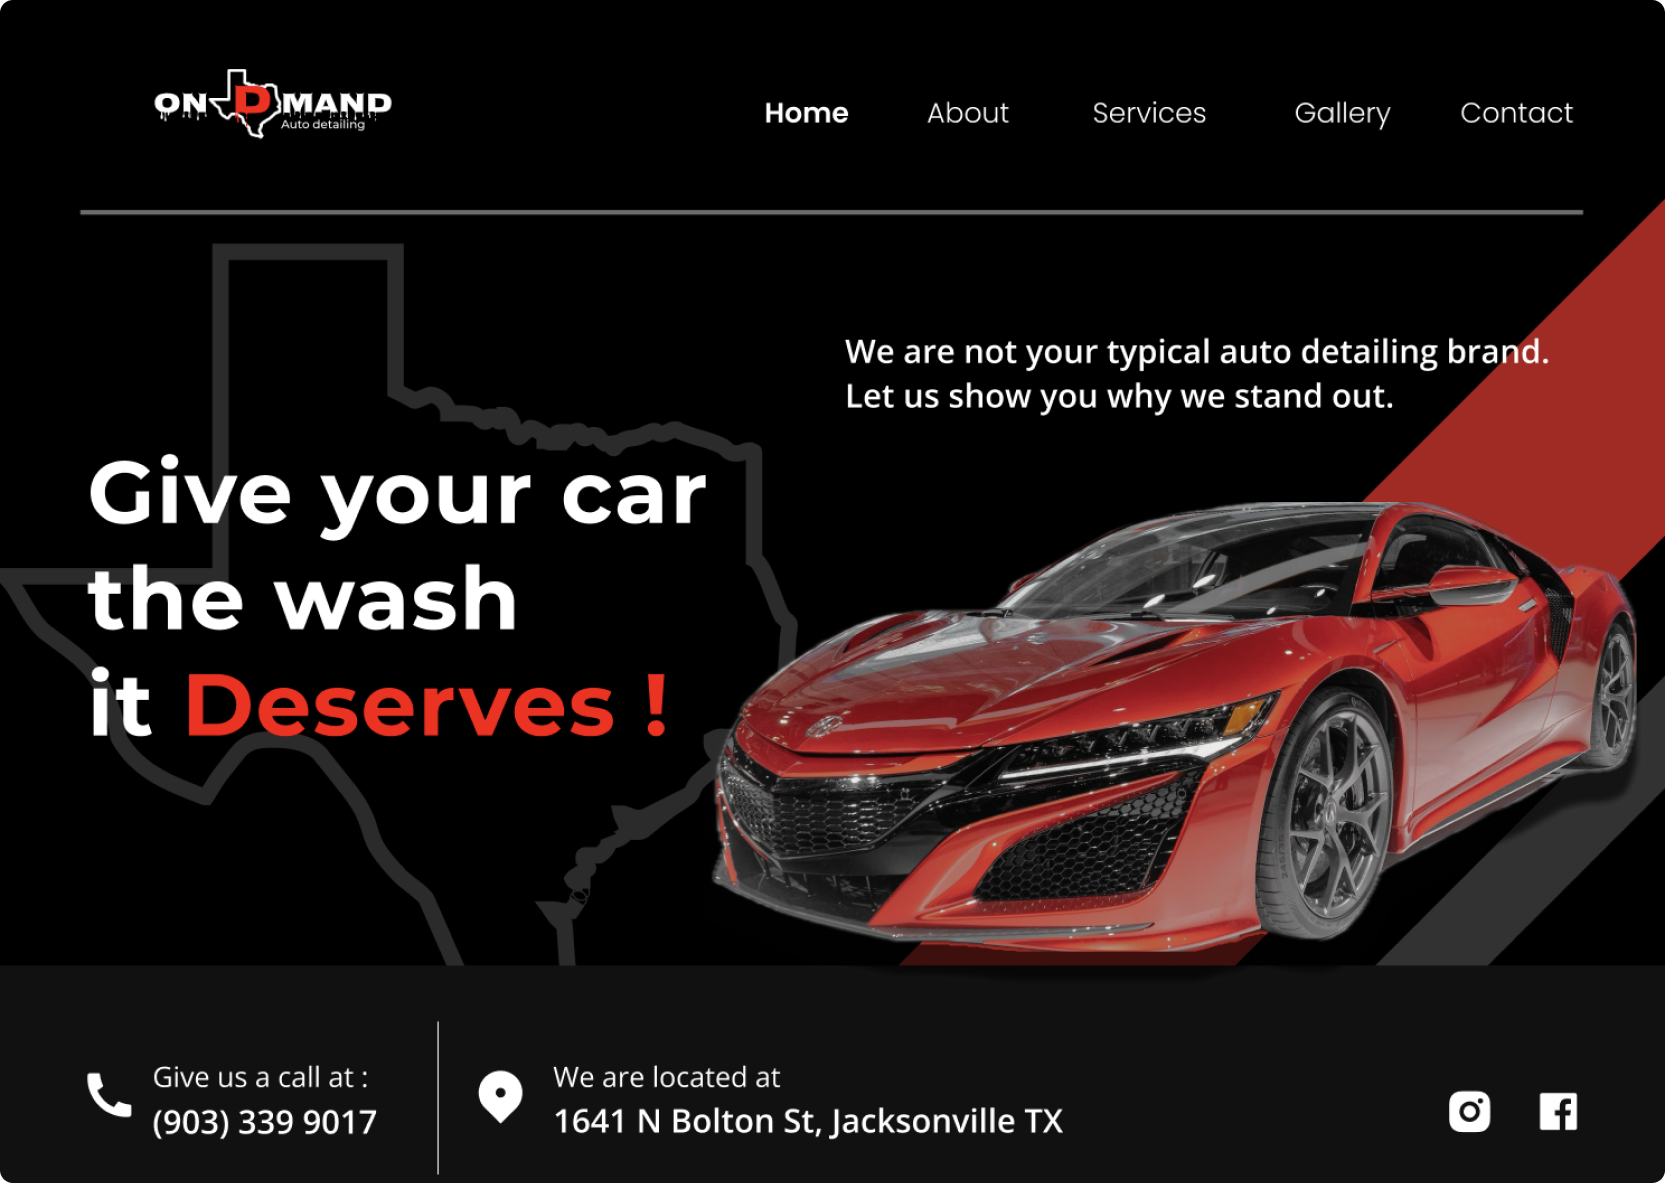 ON D MAND
Auto detailing
Home About Services Gallery Contact
We are not your typical auto detailing brand.
Let us show you why we stand out.
Give your car
the wash
it Deserves !
Give us a call at :
(903) 339 9017
We are located at
1641 N Bolton St, Jacksonville TX